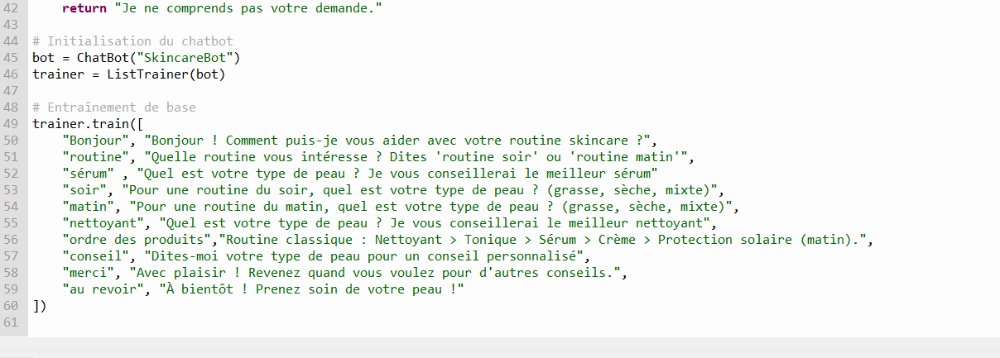 42 return "Je ne comprends pas votre demande."
43
44 # Initialisation du chatbot
45 bot = ChatBot("SkincareBot")
46 trainer = ListTrainer(bot)
47
48 # Entraînement de base
49 trainer.train([
50 "Bonjour", "Bonjour ! Comment puis-je vous aider avec votre routine skincare ?",
51 "routine", "Quelle routine vous intéresse ? Dites 'routine soir' ou 'routine matin'",
52 "sérum" , "Quel est votre type de peau ? Je vous conseillerai le meilleur sérum"
53 "soir", "Pour une routine du soir, quel est votre type de peau ? (grasse, sèche, mixte)",
54 "matin", "Pour une routine du matin, quel est votre type de peau ? (grasse, sèche, mixte)",
55 "nettoyant", "Quel est votre type de peau ? Je vous conseillerai le meilleur nettoyant",
56 "ordre des produits","Routine classique : Nettoyant > Tonique > Sérum > Crème > Protection solaire (matin).",
57 "conseil", "Dites-moi votre type de peau pour un conseil personnalisé",
58 "merci", "Avec plaisir ! Revenez quand vous voulez pour d'autres conseils.",
59 "au revoir", "À bientôt ! Prenez soin de votre peau !"
60 ])
61